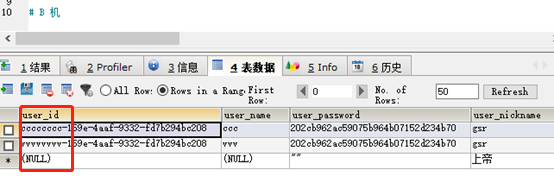 9
10 # B 机
1 结果 2 Profiler 3 信息 4 表数据 5 Info 6 历史
All Rows Rows in a Range First Row: 0 No. of Rows: 50 Refresh
user_id user_name user_password user_nickname
cccccccc-159e-4aaf-9332-fd7b294bc208 ccc 202cb962ac59075b964b07152d234b70 gsr
vvvvvvvv-159e-4aaf-9332-fd7b294bc208 vvv 202cb962ac59075b964b07152d234b70 gsr
* (NULL) (NULL) "" 上帝